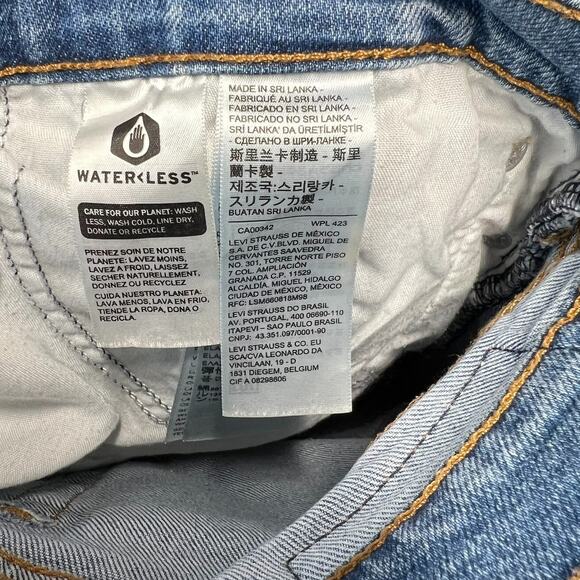 WATER<LESS™
CARE FOR OUR PLANET: WASH
LESS, WASH COLD, LINE DRY,
DONATE OR RECYCLE
PRENEZ SOIN DE NOTRE
PLANETE: LAVEZ MOINS,
LAVEZ A FROID, LAISSEZ
SECHER NATURELLEMENT,
DONNEZ OU RECYCLEZ
CUIDA NUESTRO PLANETA:
LAVA MENOS, LAVA EN FRIO,
TIENDE LA ROPA, DONA O
RECICLA.
MADE IN SRI LANKA -
FABRIQUÉ AU SRI LANKA -
FABRICADO EN SRI LANKA -
FABRICADO NO SRI LANKA -
SRİ LANKA'DA ÜRETİLMİŞTİR
- СДЕЛАНО В ШРИ-ЛАНКЕ -
斯里兰卡制造 - 斯里
蘭卡製 -
제조국:스리랑카 -
スリランカ製 -
BUATAN SRI LANKA
CA00342 WPL 423
LEVI STRAUSS DE MÉXICO
S.A. DE C.V.BLVD. MIGUEL DE
CERVANTES SAAVEDRA
NO. 301, TORRE NORTE PISO
7 COL. AMPLIACIÓN
GRANADA C.P. 11529
ALCALDÍA. MIGUEL HIDALGO
CIUDAD DE MÉXICO, MÉXICO
RFC: LSM860818M98
LEVI STRAUSS DO BRASIL
AV. PORTUGAL, 400 06690-110
ITAPEVI – SAO PAULO BRASIL
CNPJ: 43.351.097/0001-90
LEVI STRAUSS & CO. EU
SCA/CVA LEONARDO DA
VINCILAAN, 19 - D
1831 DIEGEM, BELGIUM
CIF A 08298606